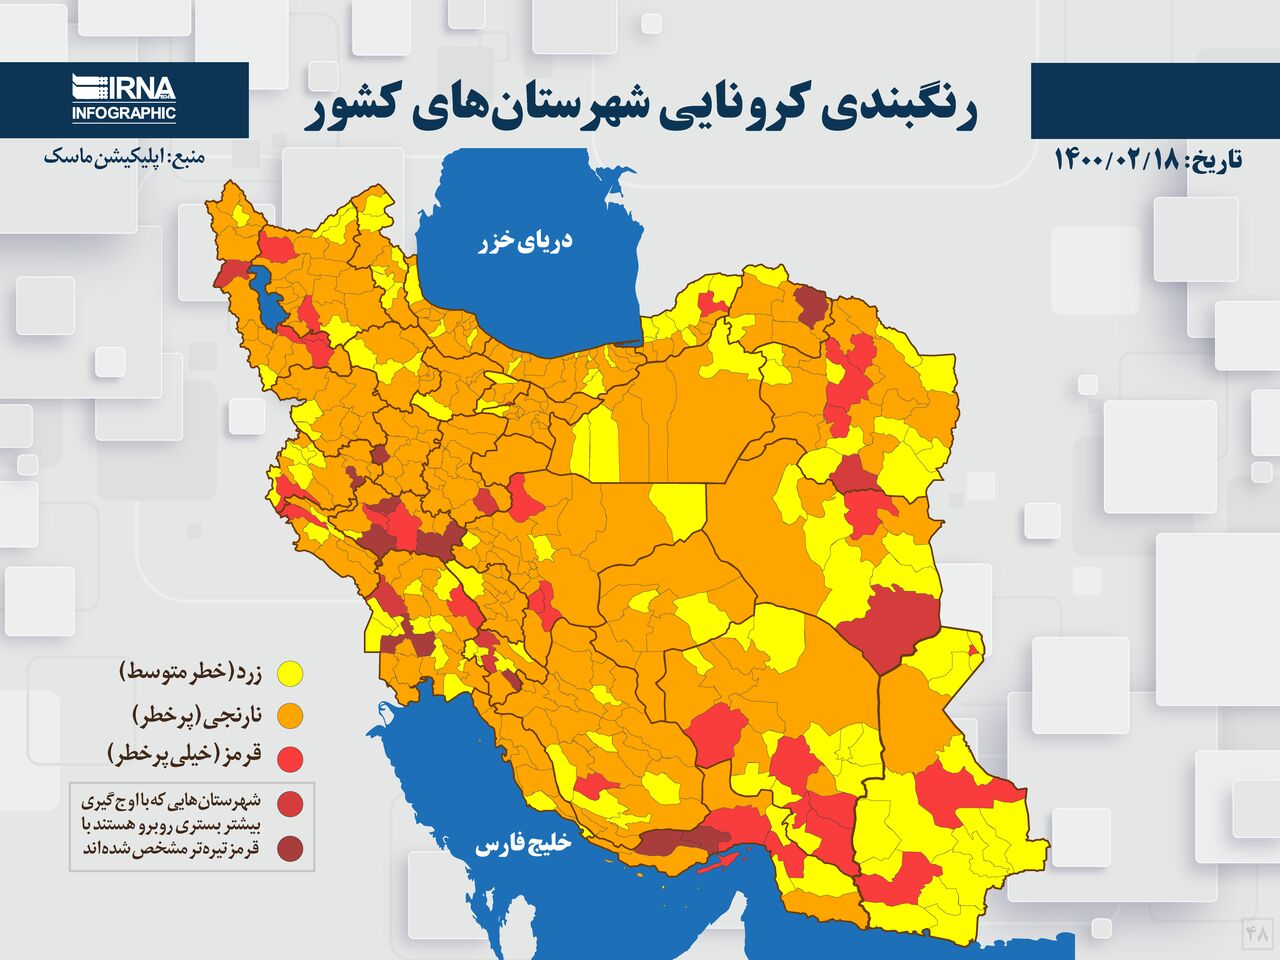 IRNA
INFOGRAPHIC
رنگبندی کرونایی شهرستان‌های کشور
منبع: اپلیکیشن ماسک
تاریخ: ۱۴۰۰/۰۲/۱۸
دریای خزر
زرد (خطر متوسط)
نارنجی (پرخطر)
قرمز (خیلی پرخطر)
شهرستان‌هایی که با اوج‌گیری
بیشتر بستری روبرو هستند با
قرمز تیره‌تر مشخص شده‌اند
خلیج فارس
۴۸